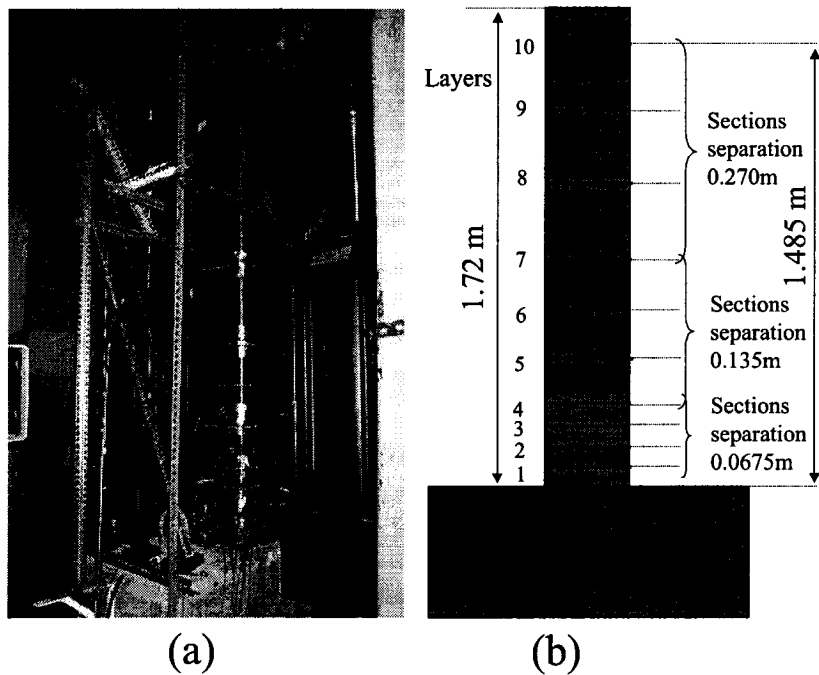 10
Layers
9
8
7
6
5
4
3
2
1
1.72 m
Sections
separation
0.270m
Sections
separation
0.135m
Sections
separation
0.0675m
1.485 m
(a)
(b)